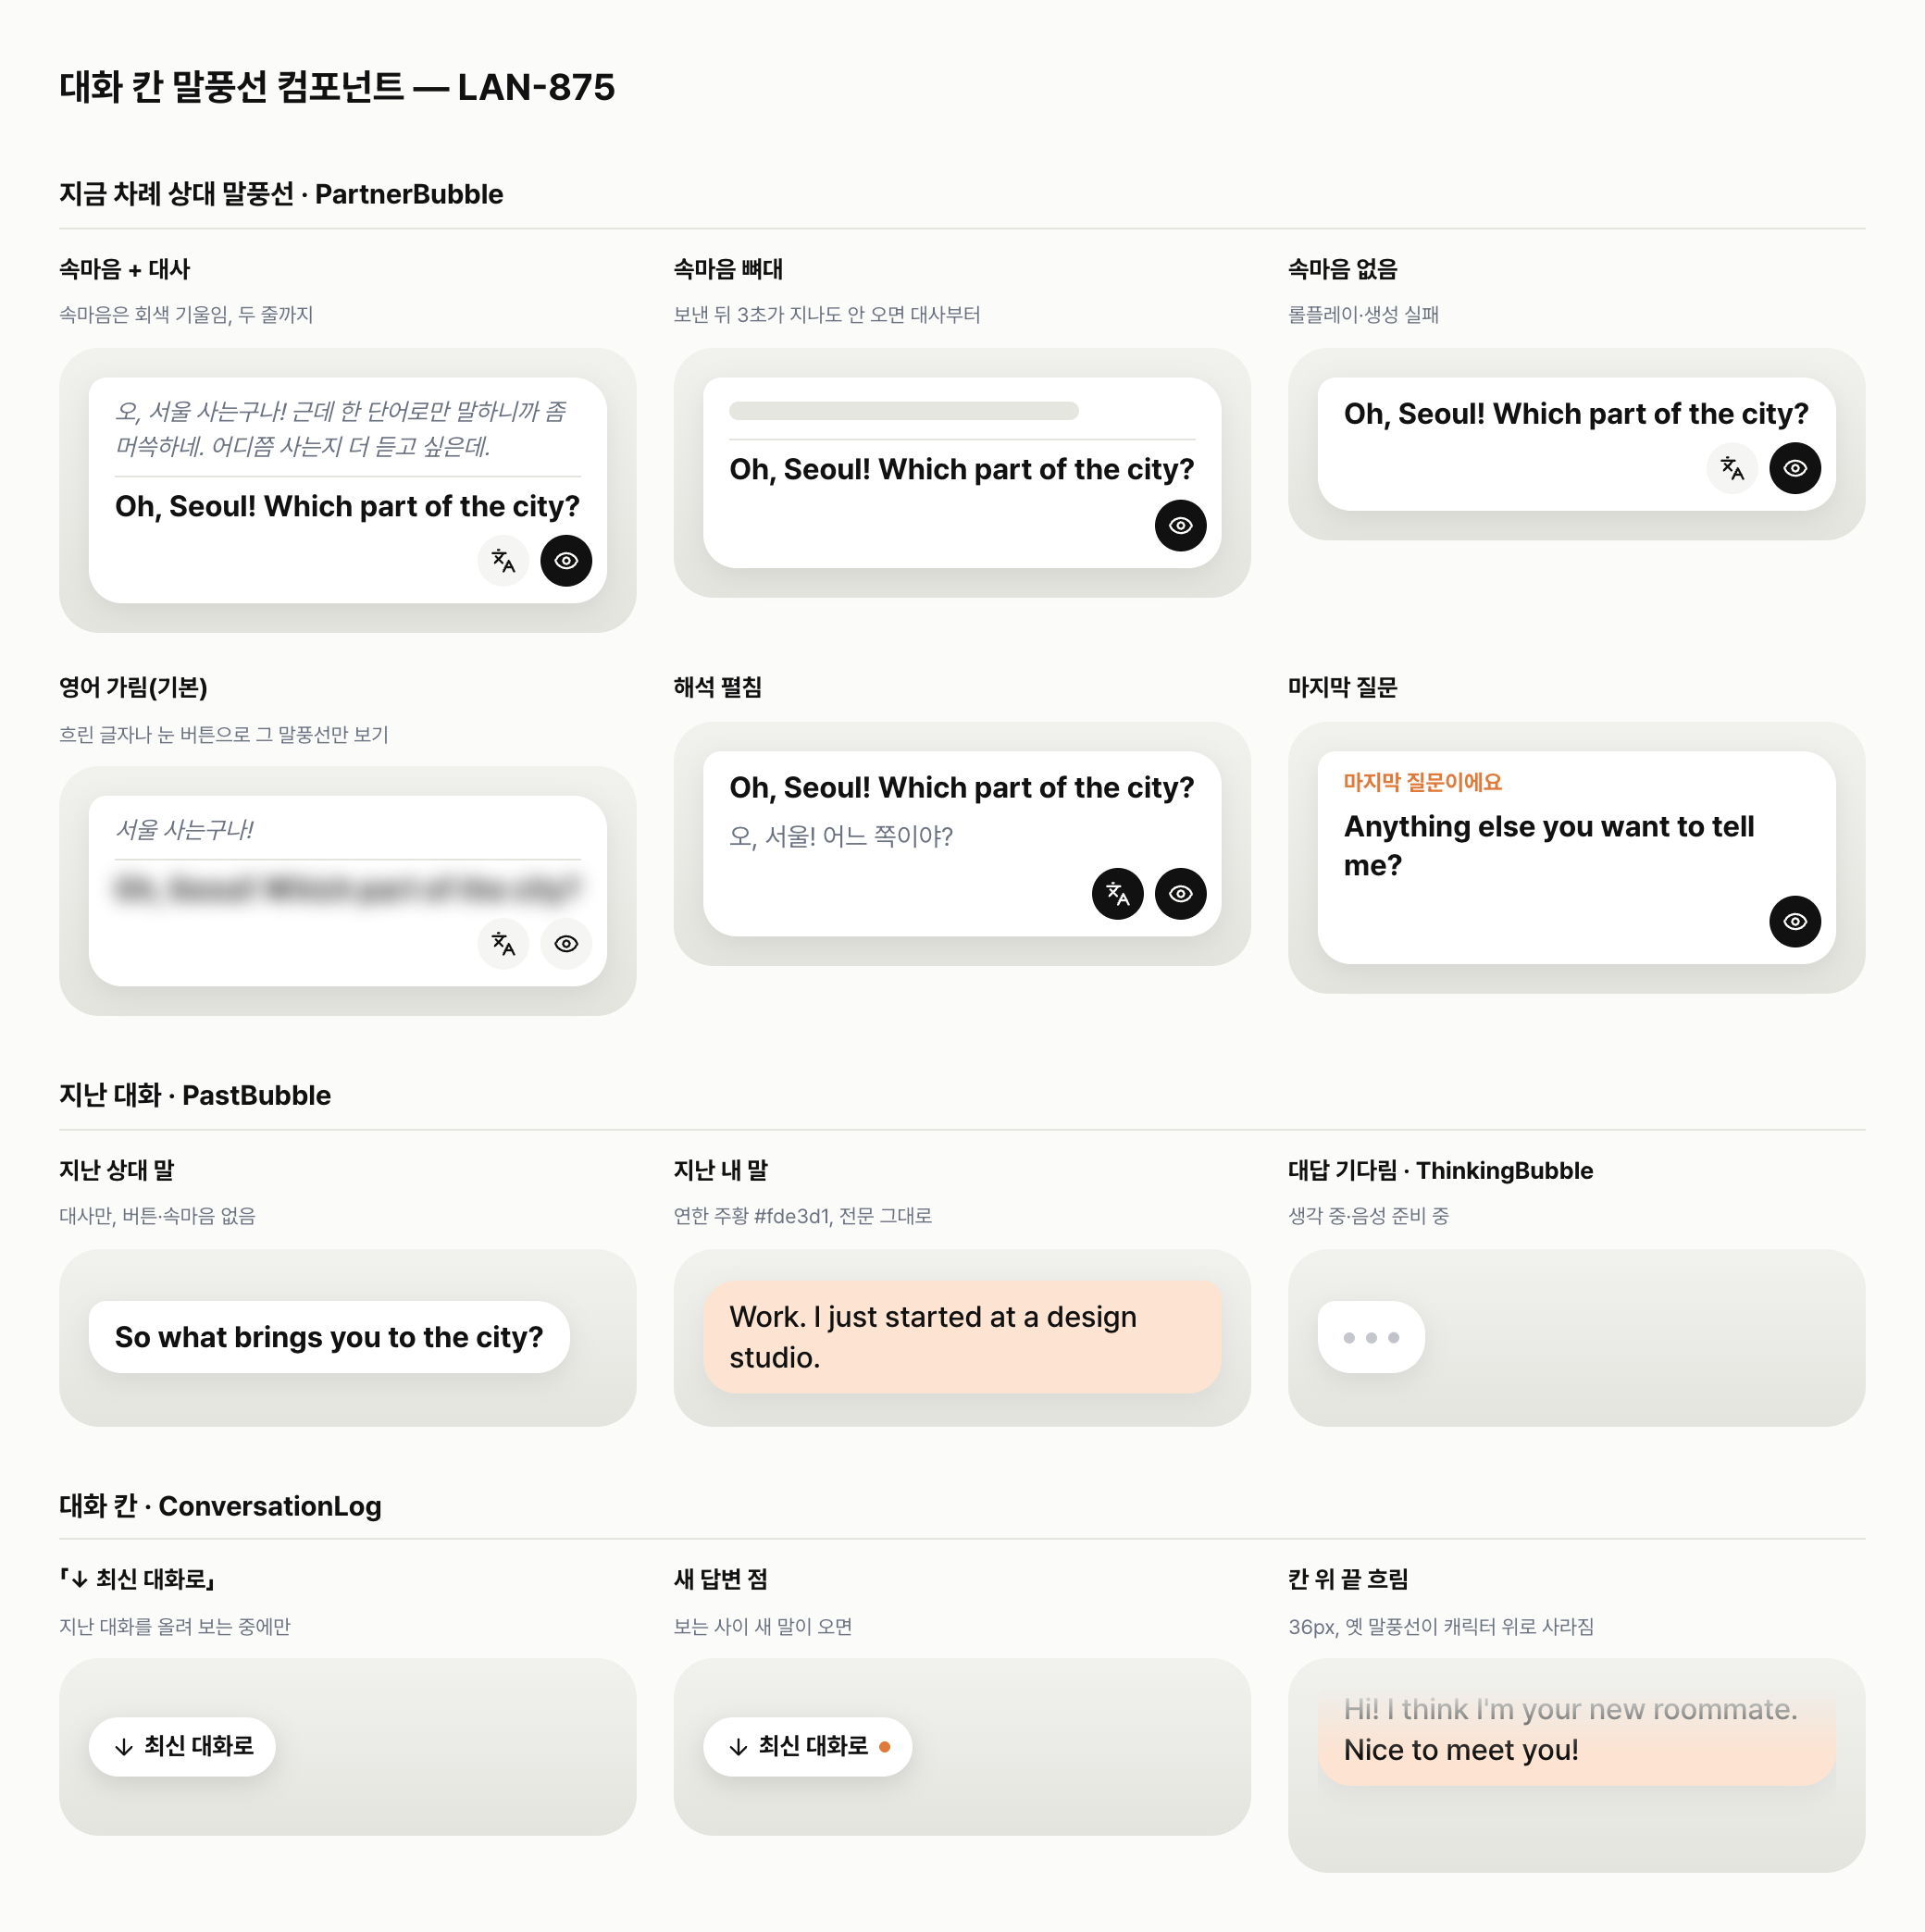 대화 칸 말풍선 컴포넌트 — LAN-875
지금 차례 상대 말풍선 · PartnerBubble
속마음 + 대사
속마음은 회색 기울임, 두 줄까지
오, 서울 사는구나! 근데 한 단어로만 말하니까 좀
머쓱하네. 어디쯤 사는지 더 듣고 싶은데.
Oh, Seoul! Which part of the city?
속마음 뼈대
보낸 뒤 3초가 지나도 안 오면 대사부터
Oh, Seoul! Which part of the city?
속마음 없음
롤플레이·생성 실패
Oh, Seoul! Which part of the city?
영어 가림(기본)
흐린 글자나 눈 버튼으로 그 말풍선만 보기
서울 사는구나!
Oh, Seoul! Which part of the city?
해석 펼침
Oh, Seoul! Which part of the city?
오, 서울! 어느 쪽이야?
마지막 질문
마지막 질문이에요
Anything else you want to tell
me?
지난 대화 · PastBubble
지난 상대 말
대사만, 버튼·속마음 없음
So what brings you to the city?
지난 내 말
연한 주황 #fde3d1, 전문 그대로
Work. I just started at a design
studio.
대답 기다림 · ThinkingBubble
생각 중·음성 준비 중
대화 칸 · ConversationLog
「↓ 최신 대화로」
지난 대화를 올려 보는 중에만
↓ 최신 대화로
새 답변 점
보는 사이 새 말이 오면
↓ 최신 대화로
칸 위 끝 흐림
36px, 옛 말풍선이 캐릭터 위로 사라짐
Hi! I think I'm your new roommate.
Nice to meet you!